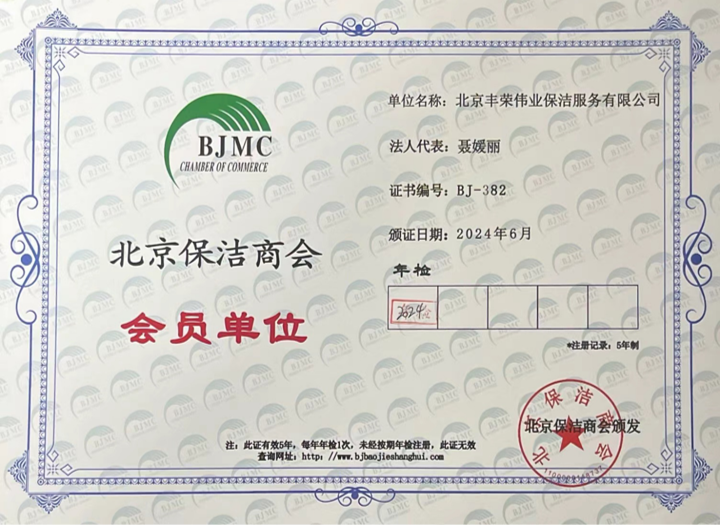 BJMC
CHAMBER OF COMMERCE
北京保洁商会
会员单位
单位名称：北京丰荣伟业保洁服务有限公司
法人代表：聂媛丽
证书编号：BJ-382
颁证日期：2024年6月
年检
2024
*注册记录：5年制
北京保洁商会
北京保洁商会颁发
注：此证有效5年，每年年检1次，未经按期年检注册，此证无效
查询网址：http://www.bjbaojieshanghui.com